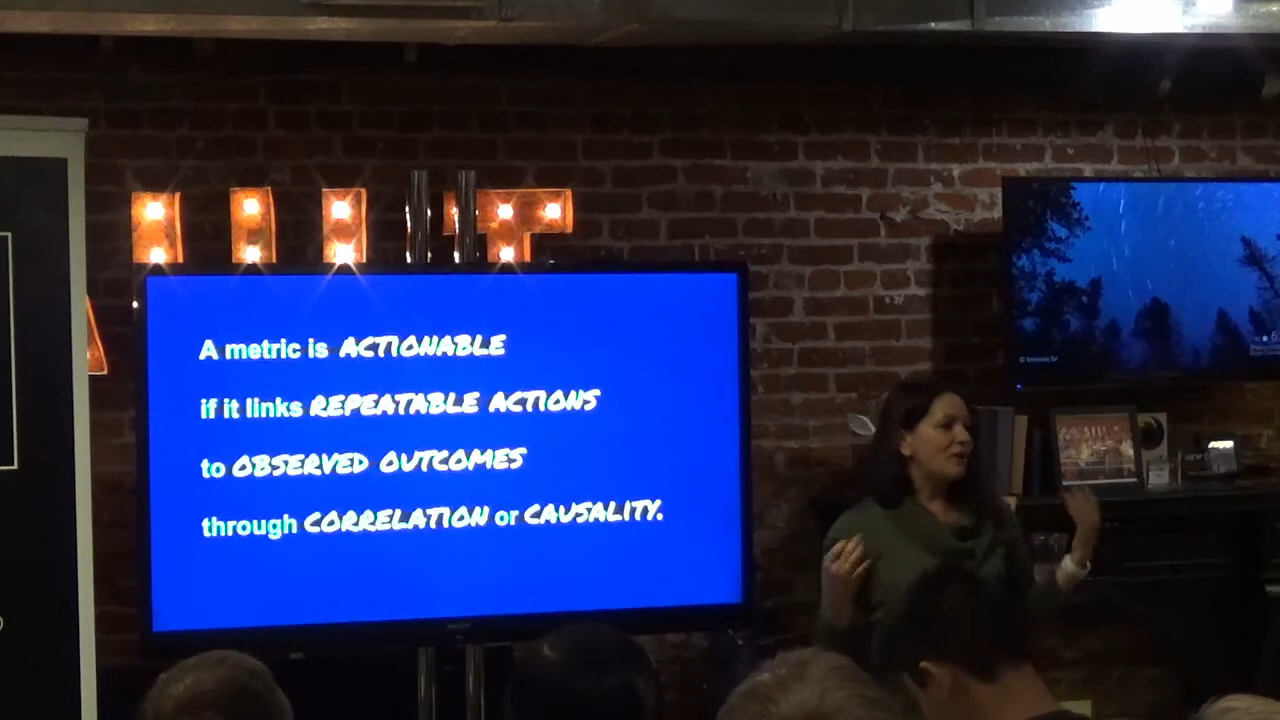 A metric is ACTIONABLE
if it links REPEATABLE ACTIONS
to OBSERVED OUTCOMES
through CORRELATION or CAUSALITY.